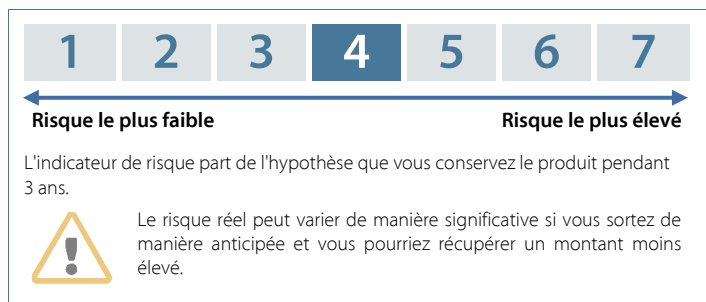 1 2 3 4 5 6 7
Risque le plus faible Risque le plus élevé
L'indicateur de risque part de l'hypothèse que vous conservez le produit pendant
3 ans.
Le risque réel peut varier de manière significative si vous sortez de
manière anticipée et vous pourriez récupérer un montant moins
élevé.